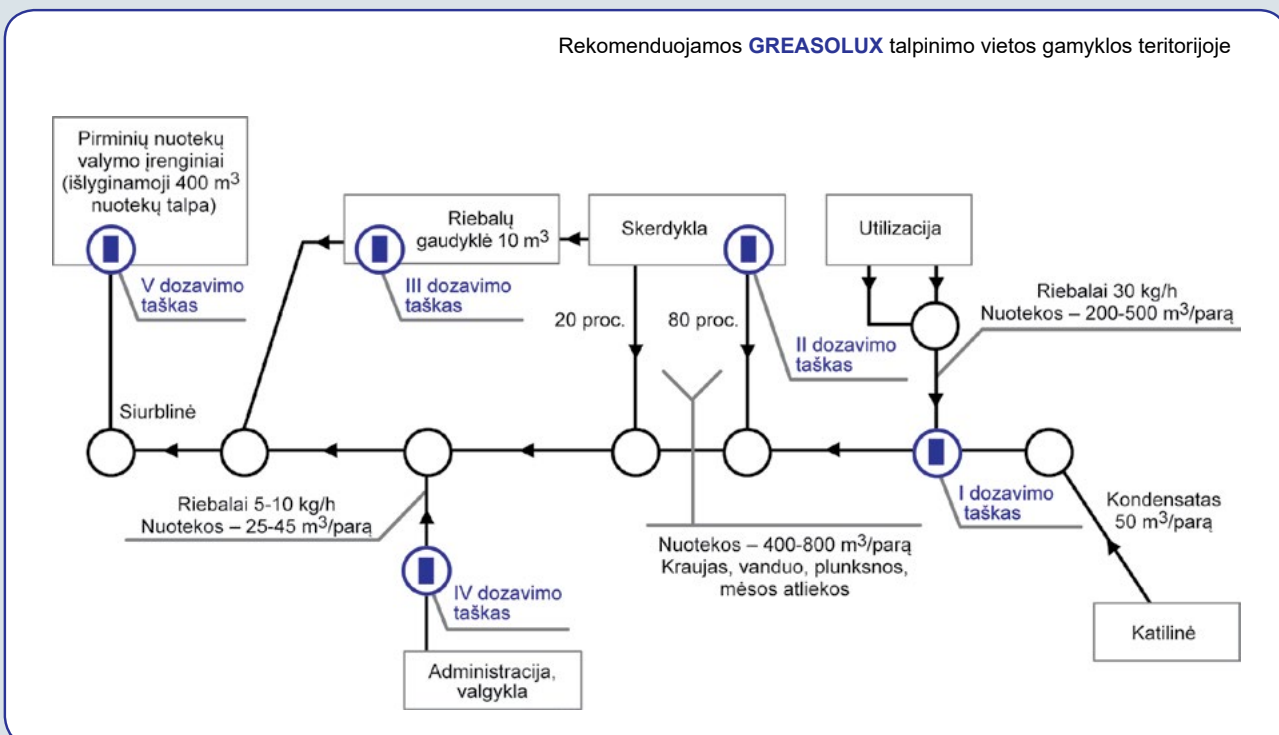 Rekomenduojamos GREASOLUX talpinimo vietos gamyklos teritorijoje
Pirminių nuotekų
valymo įrenginiai
(išlyginamoji 400 m³
nuotekų talpa)
V dozavimo
taškas
Riebalų
gaudyklė 10 m³
III dozavimo
taškas
Skerdykla
20 proc.
80 proc.
II dozavimo
taškas
Utilizacija
Riebalai 30 kg/h
Nuotekos – 200-500 m³/parą
Siurblinė
Riebalai 5-10 kg/h
Nuotekos – 25-45 m³/parą
IV dozavimo
taškas
Administracija,
valgykla
Nuotekos – 400-800 m³/parą
Kraujas, vanduo, plunksnos,
mėsos atliekos
I dozavimo
taškas
Kondensatas
50 m³/parą
Katilinė